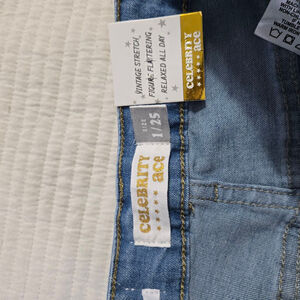 VINTAGE STRETCH
FIGURE FLATTERING
RELAXED ALL DAY
CELEBRITY
ace
SIZE
1/25
CELEBRITY
ace